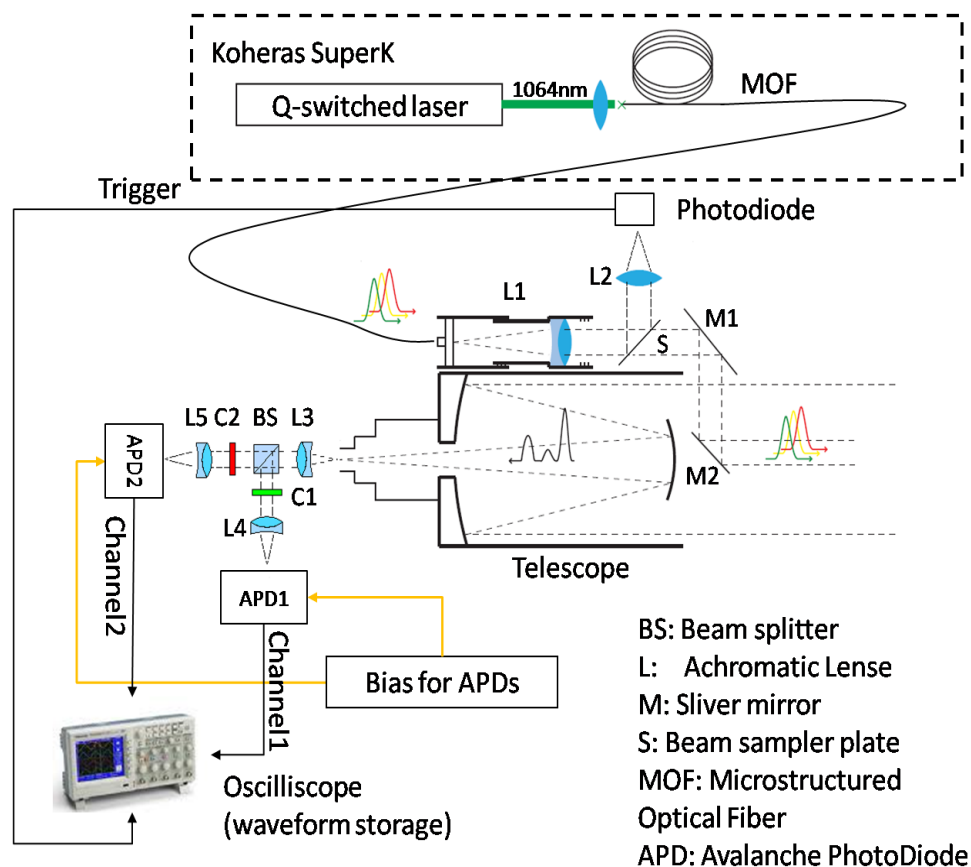 Koheras SuperK
Q-switched laser
1064nm
MOF
Trigger
Photodiode
L2
L1
M1
S
L5
C2
BS
L3
APD2
M2
C1
L4
Telescope
Channel2
APD1
Channel1
Bias for APDs
Oscilliscope
(waveform storage)
BS: Beam splitter
L: Achromatic Lense
M: Sliver mirror
S: Beam sampler plate
MOF: Microstructured
Optical Fiber
APD: Avalanche PhotoDiode